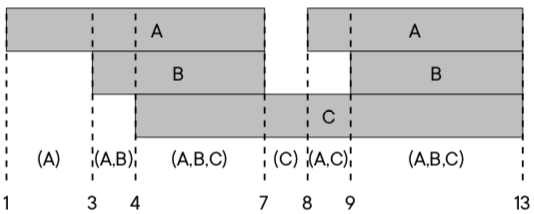 A A
B B
C
(A) (A,B) (A,B,C) (C) (A,C) (A,B,C)
1 3 4 7 8 9 13